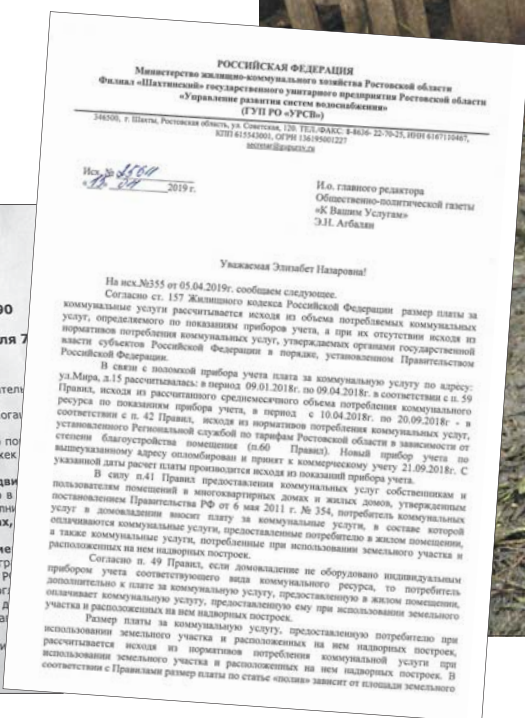 РОССИЙСКАЯ ФЕДЕРАЦИЯ
Министерство жилищно-коммунального хозяйства Ростовской области
Филиал «Шахтинский» государственного унитарного предприятия Ростовской области
«Управление развития систем водоснабжения»
(ГУП РО «УРСВ»)
346500, г. Шахты, Ростовская область, ул. Советская, 120. ТЕЛ./ФАКС: 8-8636- 22-70-25, ИНН 6167110467,
КПП 615543001, ОГРН 136195001227
Исх. №
2019 г.
И.о. главного редактора
Общественно-политической газеты
«К Вашим Услугам»
Э.Н. Агбалян
Уважаемая Элизабет Назаровна!
На исх.№355 от 05.04.2019г. сообщаем следующее.
Согласно ст. 157 Жилищного кодекса Российской Федерации размер платы за
коммунальные услуги рассчитывается исходя из объема потребляемых коммунальных
услуг, определяемого по показаниям приборов учета, а при их отсутствии исходя из
нормативов потребления коммунальных услуг, утверждаемых органами государственной
власти субъектов Российской Федерации в порядке, установленном Правительством
Российской Федерации.
В связи с поломкой прибора учета плата за коммунальную услугу по адресу:
ул.Мира, д.15 рассчитывалась: в период 09.01.2018г. по 09.04.2018г. в соответствии с п. 59
Правил, исходя из рассчитанного среднемесячного объема потребления коммунального
ресурса по показаниям прибора учета, в период с 10.04.2018г. по 20.09.2018г - в
соответствии с п. 42 Правил, исходя из нормативов потребления коммунальных услуг,
установленного Региональной службой по тарифам Ростовской области в зависимости от
степени благоустройства помещения (п.60 Правил). Новый прибор учета по
вышеуказанному адресу опломбирован и принят к коммерческому учету 21.09.2018г. С
указанной даты расчет платы производится исходя из показаний прибора учета.
В силу п.41 Правил предоставления коммунальных услуг собственникам и
пользователям помещений в многоквартирных домах и жилых домов, утвержденным
постановлением Правительства РФ от 6 мая 2011 г. № 354, потребитель коммунальных
услуг в домовладении вносит плату за коммунальные услуги, в составе которой
оплачиваются коммунальные услуги, предоставленные потребителю в жилом помещении,
а также коммунальные услуги, потребленные при использовании земельного участка и
расположенных на нем надворных построек.
Согласно п. 49 Правил, если домовладение не оборудовано индивидуальным
прибором учета соответствующего вида коммунального ресурса, то потребитель
дополнительно к плате за коммунальную услугу, предоставленную в жилом помещении,
оплачивает коммунальную услугу, предоставленную ему при использовании земельного
участка и расположенных на нем надворных построек.
Размер платы за коммунальную услугу, предоставленную потребителю при
использовании земельного участка и расположенных на нем надворных построек,
рассчитывается исходя из нормативов потребления коммунальной услуги при
использовании земельного участка и расположенных на нем надворных построек. В
соответствии с Правилами размер платы по статье «полив» зависит от площади земельного